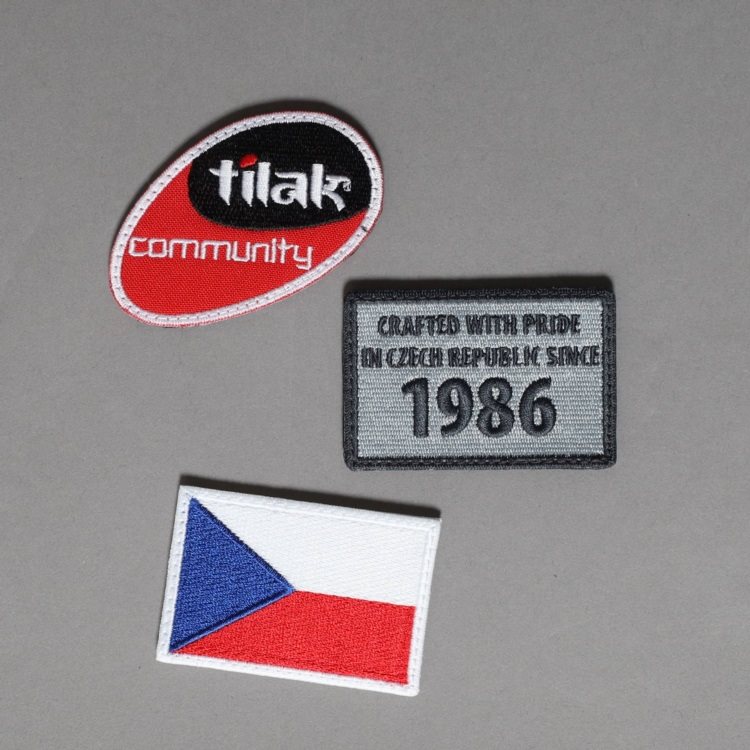 tilak
community
CRAFTED WITH PRIDE
IN CZECH REPUBLIC SINCE
1986